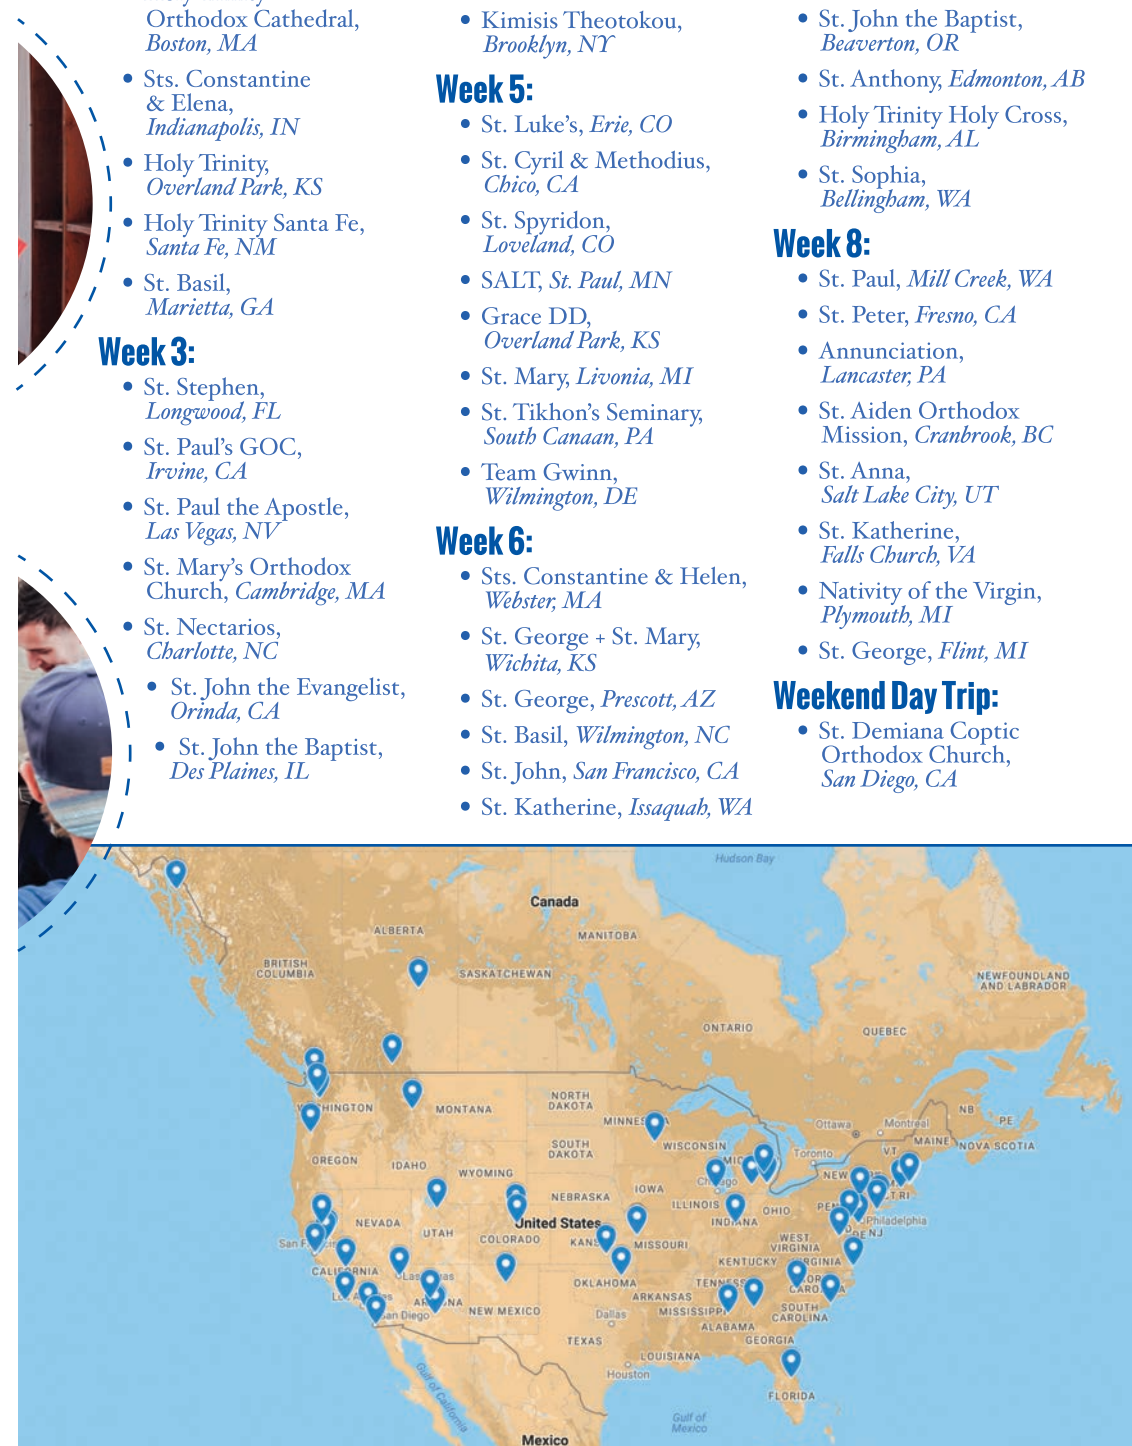 Orthodox Cathedral,
Boston, MA
• Sts. Constantine
& Elena,
Indianapolis, IN
• Holy Trinity,
Overland Park, KS
• Holy Trinity Santa Fe,
Santa Fe, NM
• St. Basil,
Marietta, GA
Week 3:
• St. Stephen,
Longwood, FL
• St. Paul's GOC,
Irvine, CA
• St. Paul the Apostle,
Las Vegas, NV
• St. Mary's Orthodox
Church, Cambridge, MA
• St. Nectarios,
Charlotte, NC
• St. John the Evangelist,
Orinda, CA
• St. John the Baptist,
Des Plaines, IL
• Kimisis Theotokou,
Brooklyn, NY
Week 5:
• St. Luke's, Erie, CO
• St. Cyril & Methodius,
Chico, CA
• St. Spyridon,
Loveland, CO
• SALT, St. Paul, MN
• Grace DD,
Overland Park, KS
• St. Mary, Livonia, MI
• St. Tikhon's Seminary,
South Canaan, PA
• Team Gwinn,
Wilmington, DE
Week 6:
• Sts. Constantine & Helen,
Webster, MA
• St. George + St. Mary,
Wichita, KS
• St. George, Prescott, AZ
• St. Basil, Wilmington, NC
• St. John, San Francisco, CA
• St. Katherine, Issaquah, WA
• St. John the Baptist,
Beaverton, OR
• St. Anthony, Edmonton, AB
• Holy Trinity Holy Cross,
Birmingham, AL
• St. Sophia,
Bellingham, WA
Week 8:
• St. Paul, Mill Creek, WA
• St. Peter, Fresno, CA
• Annunciation,
Lancaster, PA
• St. Aiden Orthodox
Mission, Cranbrook, BC
• St. Anna,
Salt Lake City, UT
• St. Katherine,
Falls Church, VA
• Nativity of the Virgin,
Plymouth, MI
• St. George, Flint, MI
Weekend Day Trip:
• St. Demiana Coptic
Orthodox Church,
San Diego, CA
Hudson Bay
Canada
ALBERTA
MANITOBA
BRITISH
COLUMBIA
SASKATCHEWAN
NEWFOUNDLAND
AND LABRADOR
ONTARIO
QUEBEC
NORTH
DAKOTA
MONTANA
NB
PE
Ottawa
Montreal
MAINE
NOVA SCOTIA
SOUTH
DAKOTA
WISCONSIN
VT
Toronto
OREGON
IDAHO
WYOMING
NEW
RI
IOWA
NEBRASKA
ILLINOIS
OHIO
Philadelphia
NEVADA
United States
UTAH
COLORADO
MISSOURI
WEST
VIRGINIA
NJ
KENTUCKY
OKLAHOMA
ARKANSAS
NEW MEXICO
MISSISSIPPI
SOUTH
CAROLINA
San Diego
Dallas
ALABAMA
GEORGIA
TEXAS
LOUISIANA
Houston
FLORIDA
Gulf of
California
Gulf of
Mexico
Mexico